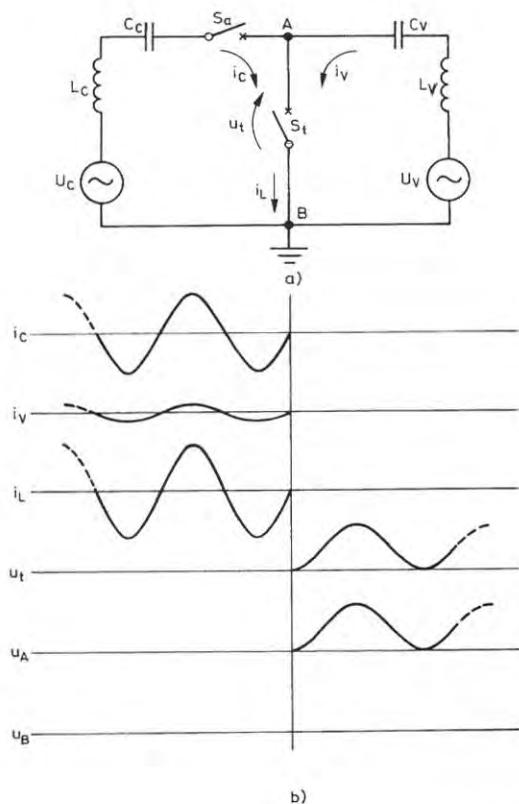 Cc Sa A Cv
ic iv
Lc Lv
ut St
Uc Uv
iL B
a)
ic
iv
iL
ut
uA
uB
b)